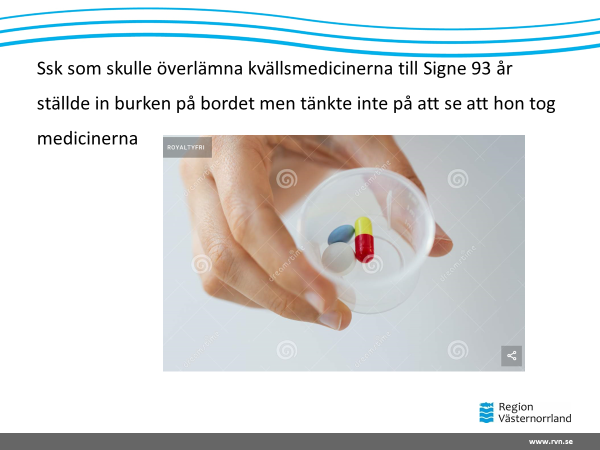 Ssk som skulle överlämna kvällsmedicinerna till Signe 93 år
ställde in burken på bordet men tänkte inte på att se att hon tog
medicinerna
ROYALTYFRI
Region
Västernorrland
www.rvn.se